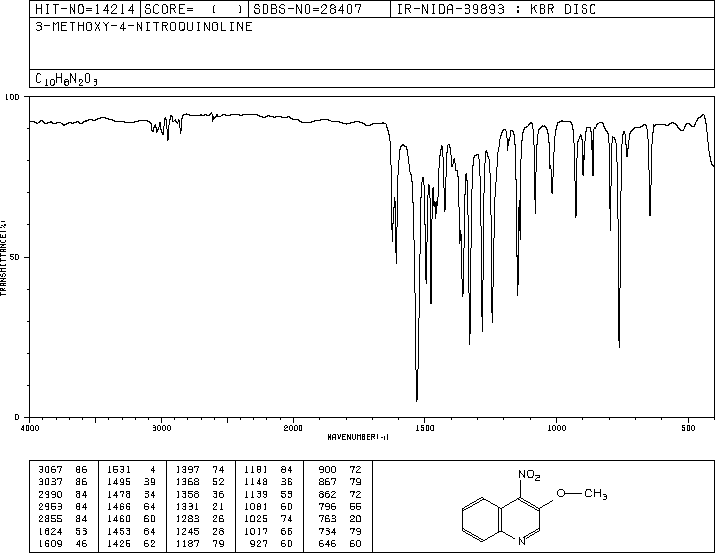 HIT-NO=14214 SCORE= ( ) SDBS-NO=28407 IR-NIDA-39893 : KBR DISC
3-METHOXY-4-NITROQUINOLINE
C10H8N2O3
100
50
0
TRANSMITTANCE(%)
4000 3000 2000 1500 1000 500
WAVENUMBER(-1)
3067 86 1531 4 1397 74 1181 84 900 72
3037 86 1495 39 1368 52 1148 36 867 79
2990 84 1478 34 1358 36 1139 59 862 72
2953 84 1466 64 1331 21 1081 60 796 55
2855 84 1460 60 1283 26 1025 74 763 20
1624 53 1453 64 1245 28 1017 66 734 79
1609 46 1426 62 1187 79 927 60 646 60
NO2
O CH3
N